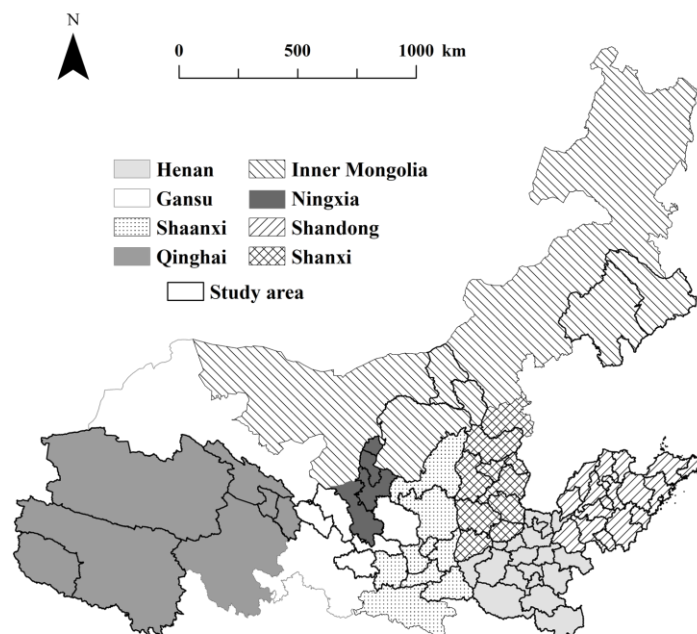 N
0 500 1000 km
Henan Inner Mongolia
Gansu Ningxia
Shaanxi Shandong
Qinghai Shanxi
Study area